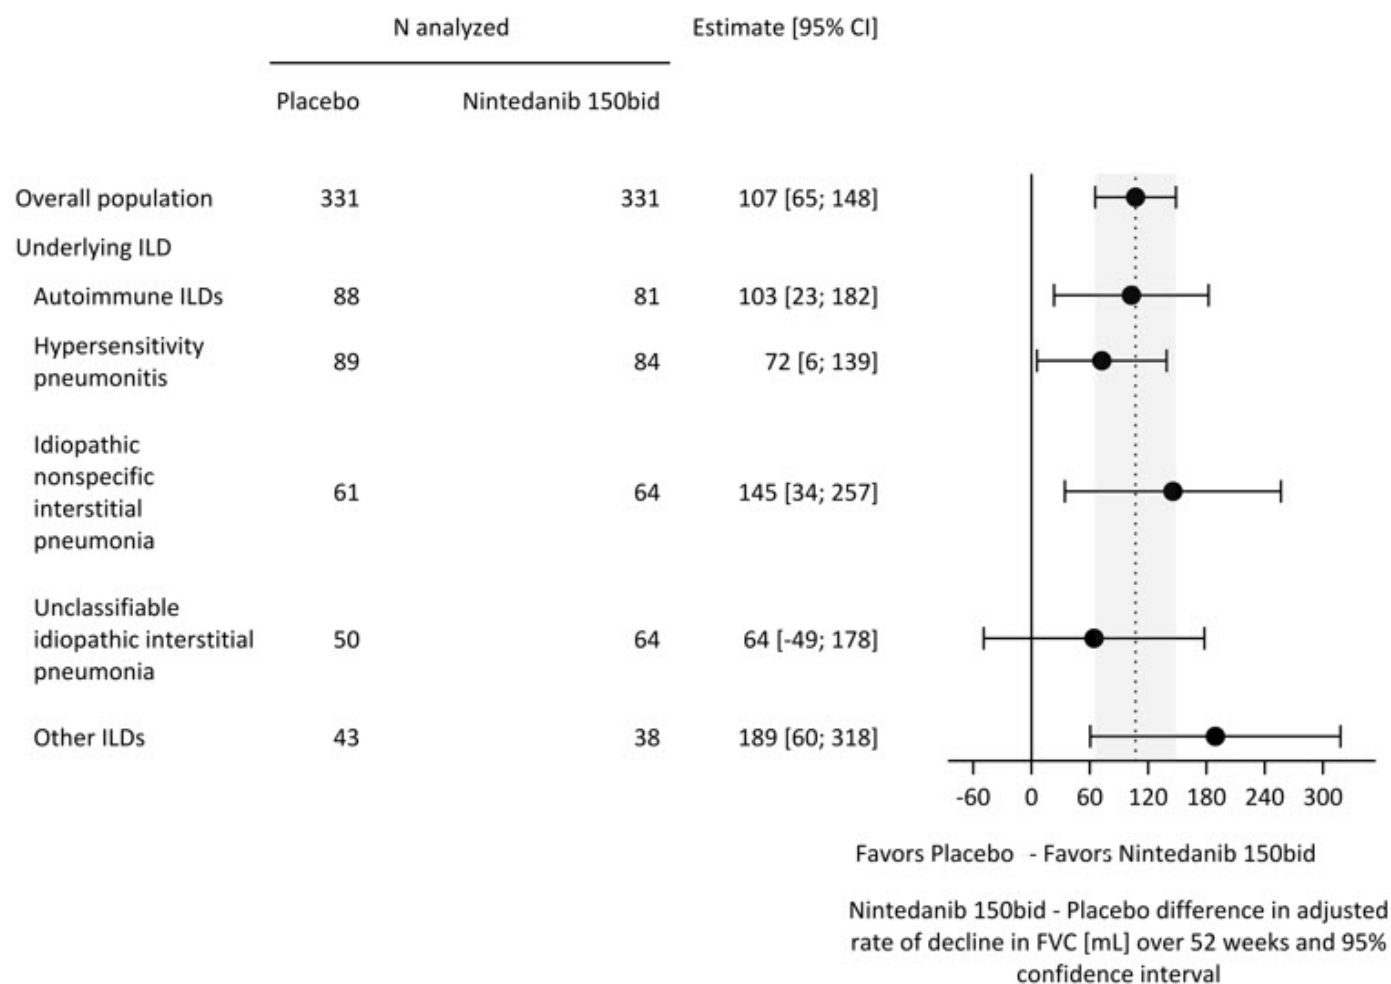 N analyzed Estimate [95% CI]
Placebo Nintedanib 150bid
Overall population 331 331 107 [65; 148]
Underlying ILD
Autoimmune ILDs 88 81 103 [23; 182]
Hypersensitivity
pneumonitis 89 84 72 [6; 139]
Idiopathic
nonspecific
interstitial
pneumonia 61 64 145 [34; 257]
Unclassifiable
idiopathic interstitial
pneumonia 50 64 64 [-49; 178]
Other ILDs 43 38 189 [60; 318]
-60 0 60 120 180 240 300
Favors Placebo - Favors Nintedanib 150bid
Nintedanib 150bid - Placebo difference in adjusted
rate of decline in FVC [mL] over 52 weeks and 95%
confidence interval